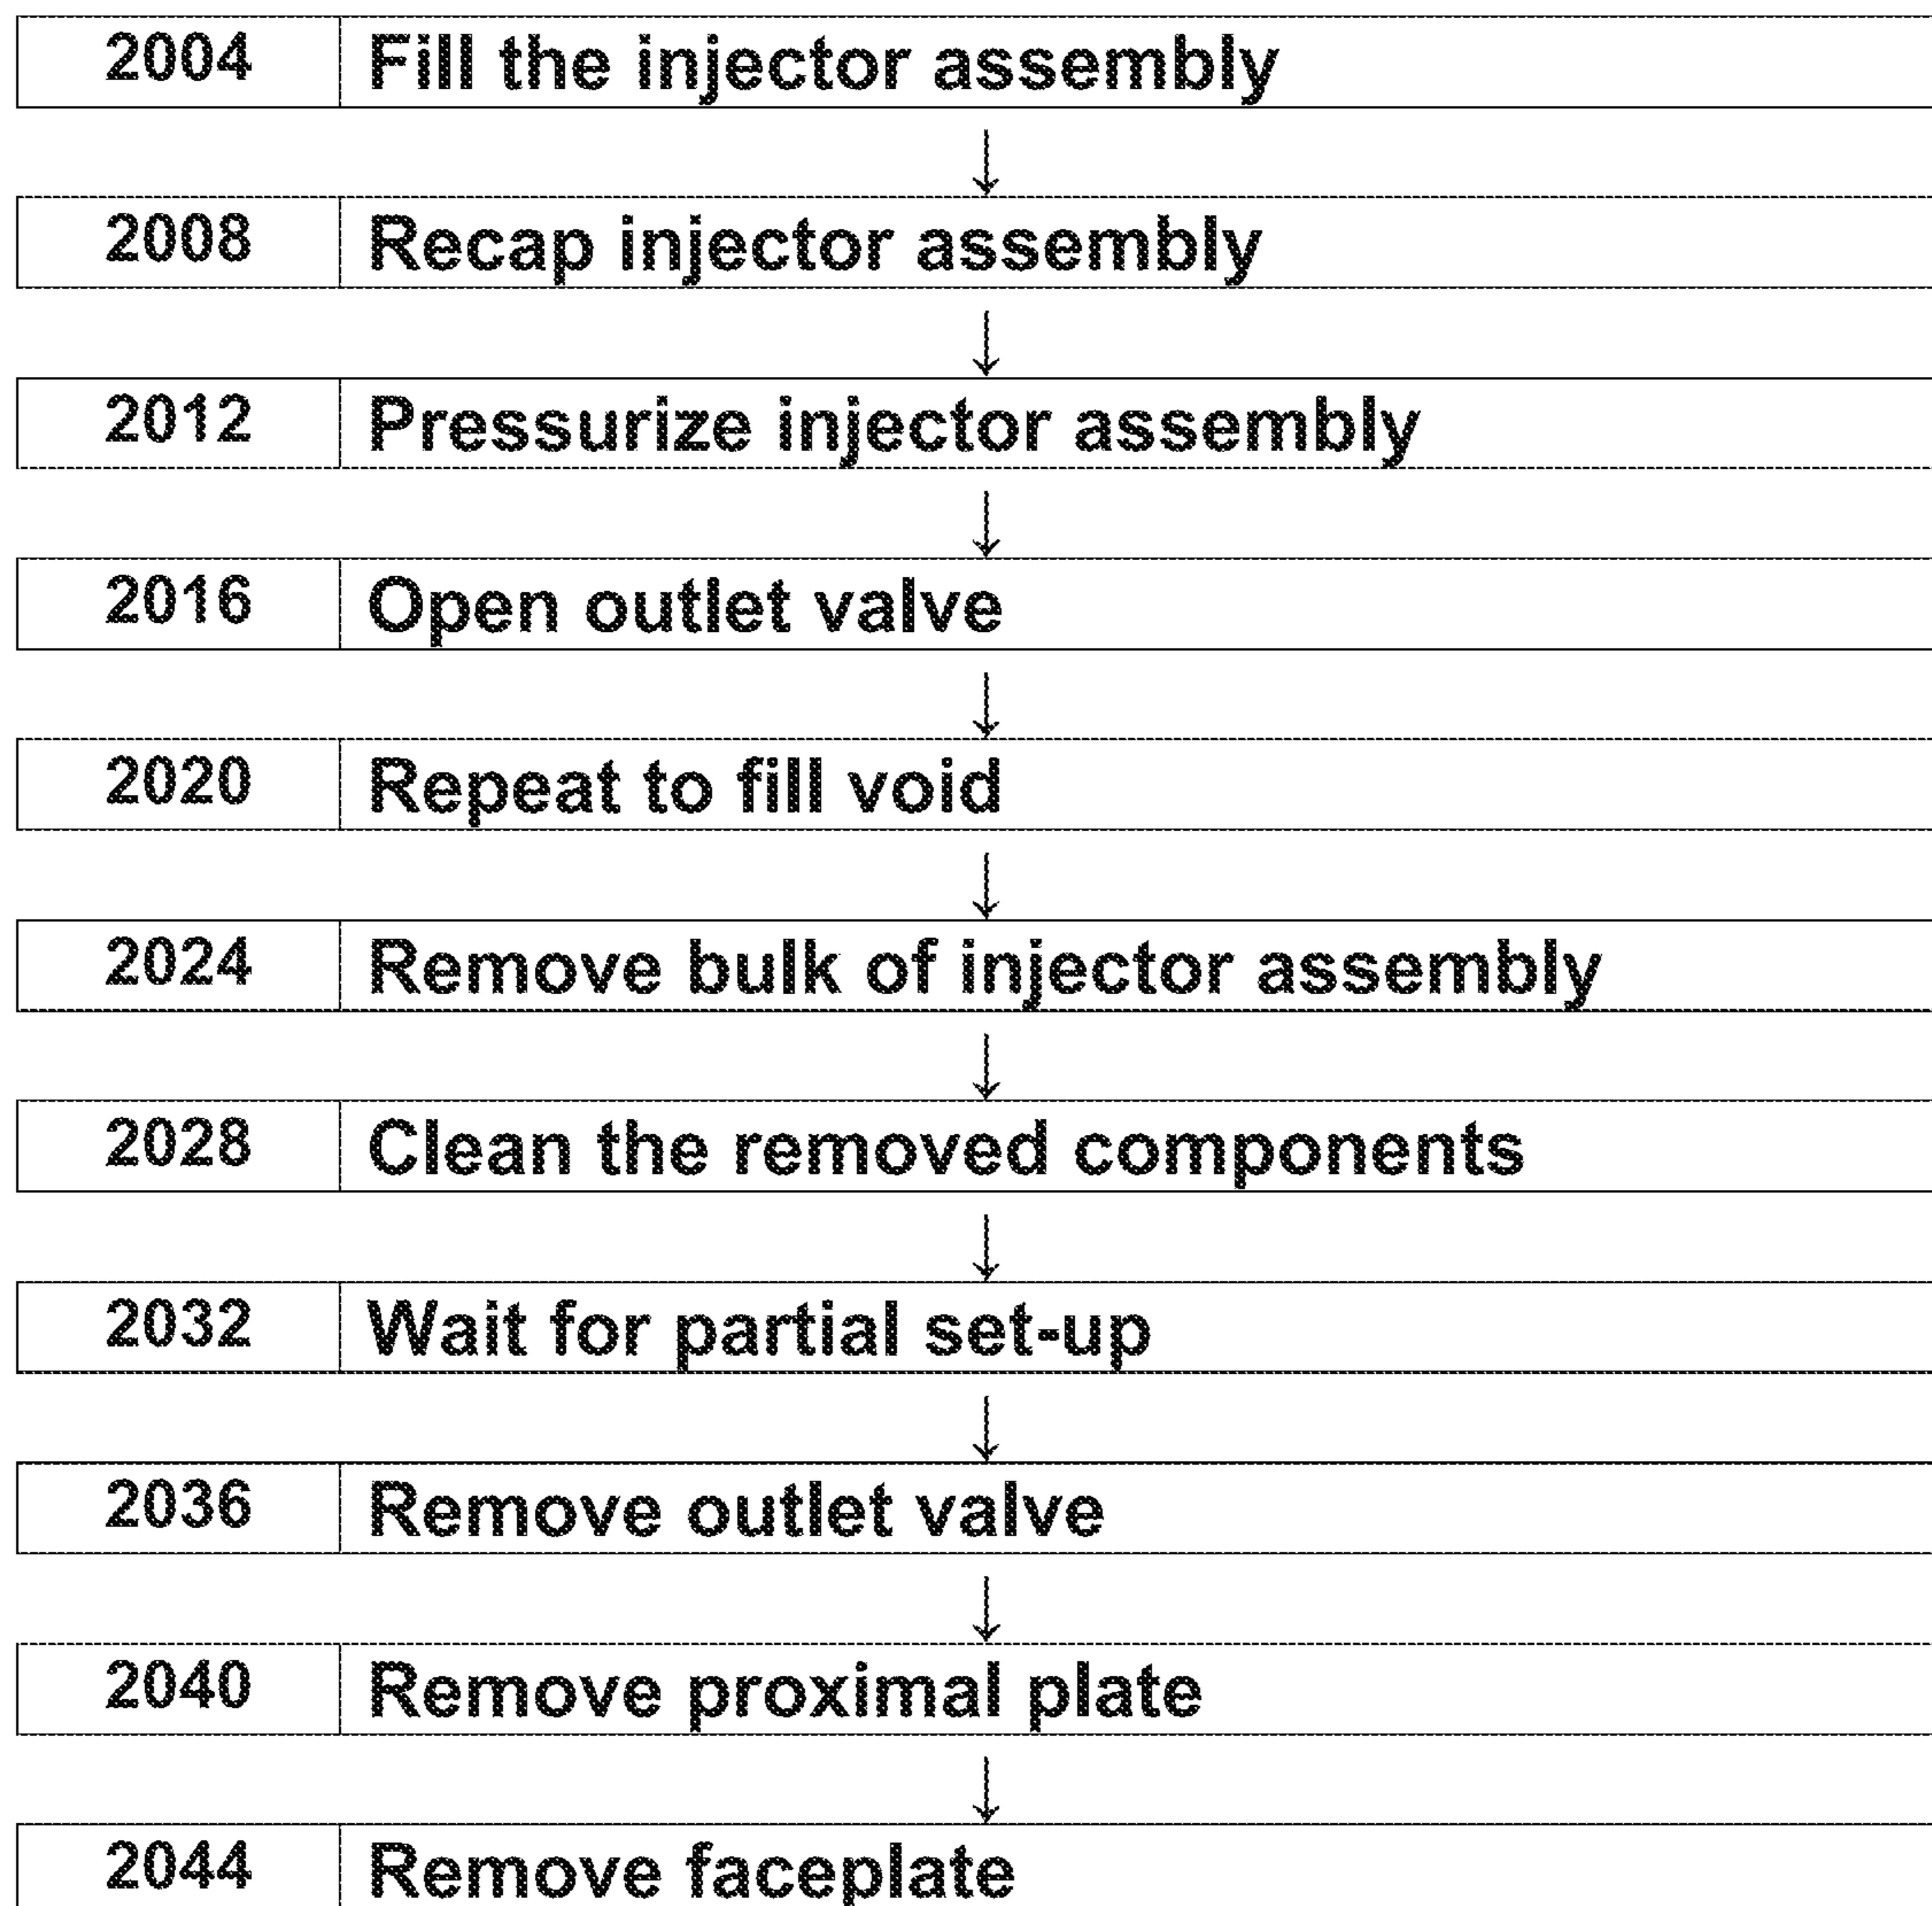 2004 Fill the injector assembly
2008 Recap injector assembly
2012 Pressurize injector assembly
2016 Open outlet valve
2020 Repeat to fill void
2024 Remove bulk of injector assembly
2028 Clean the removed components
2032 Wait for partial set-up
2036 Remove outlet valve
2040 Remove proximal plate
2044 Remove faceplate